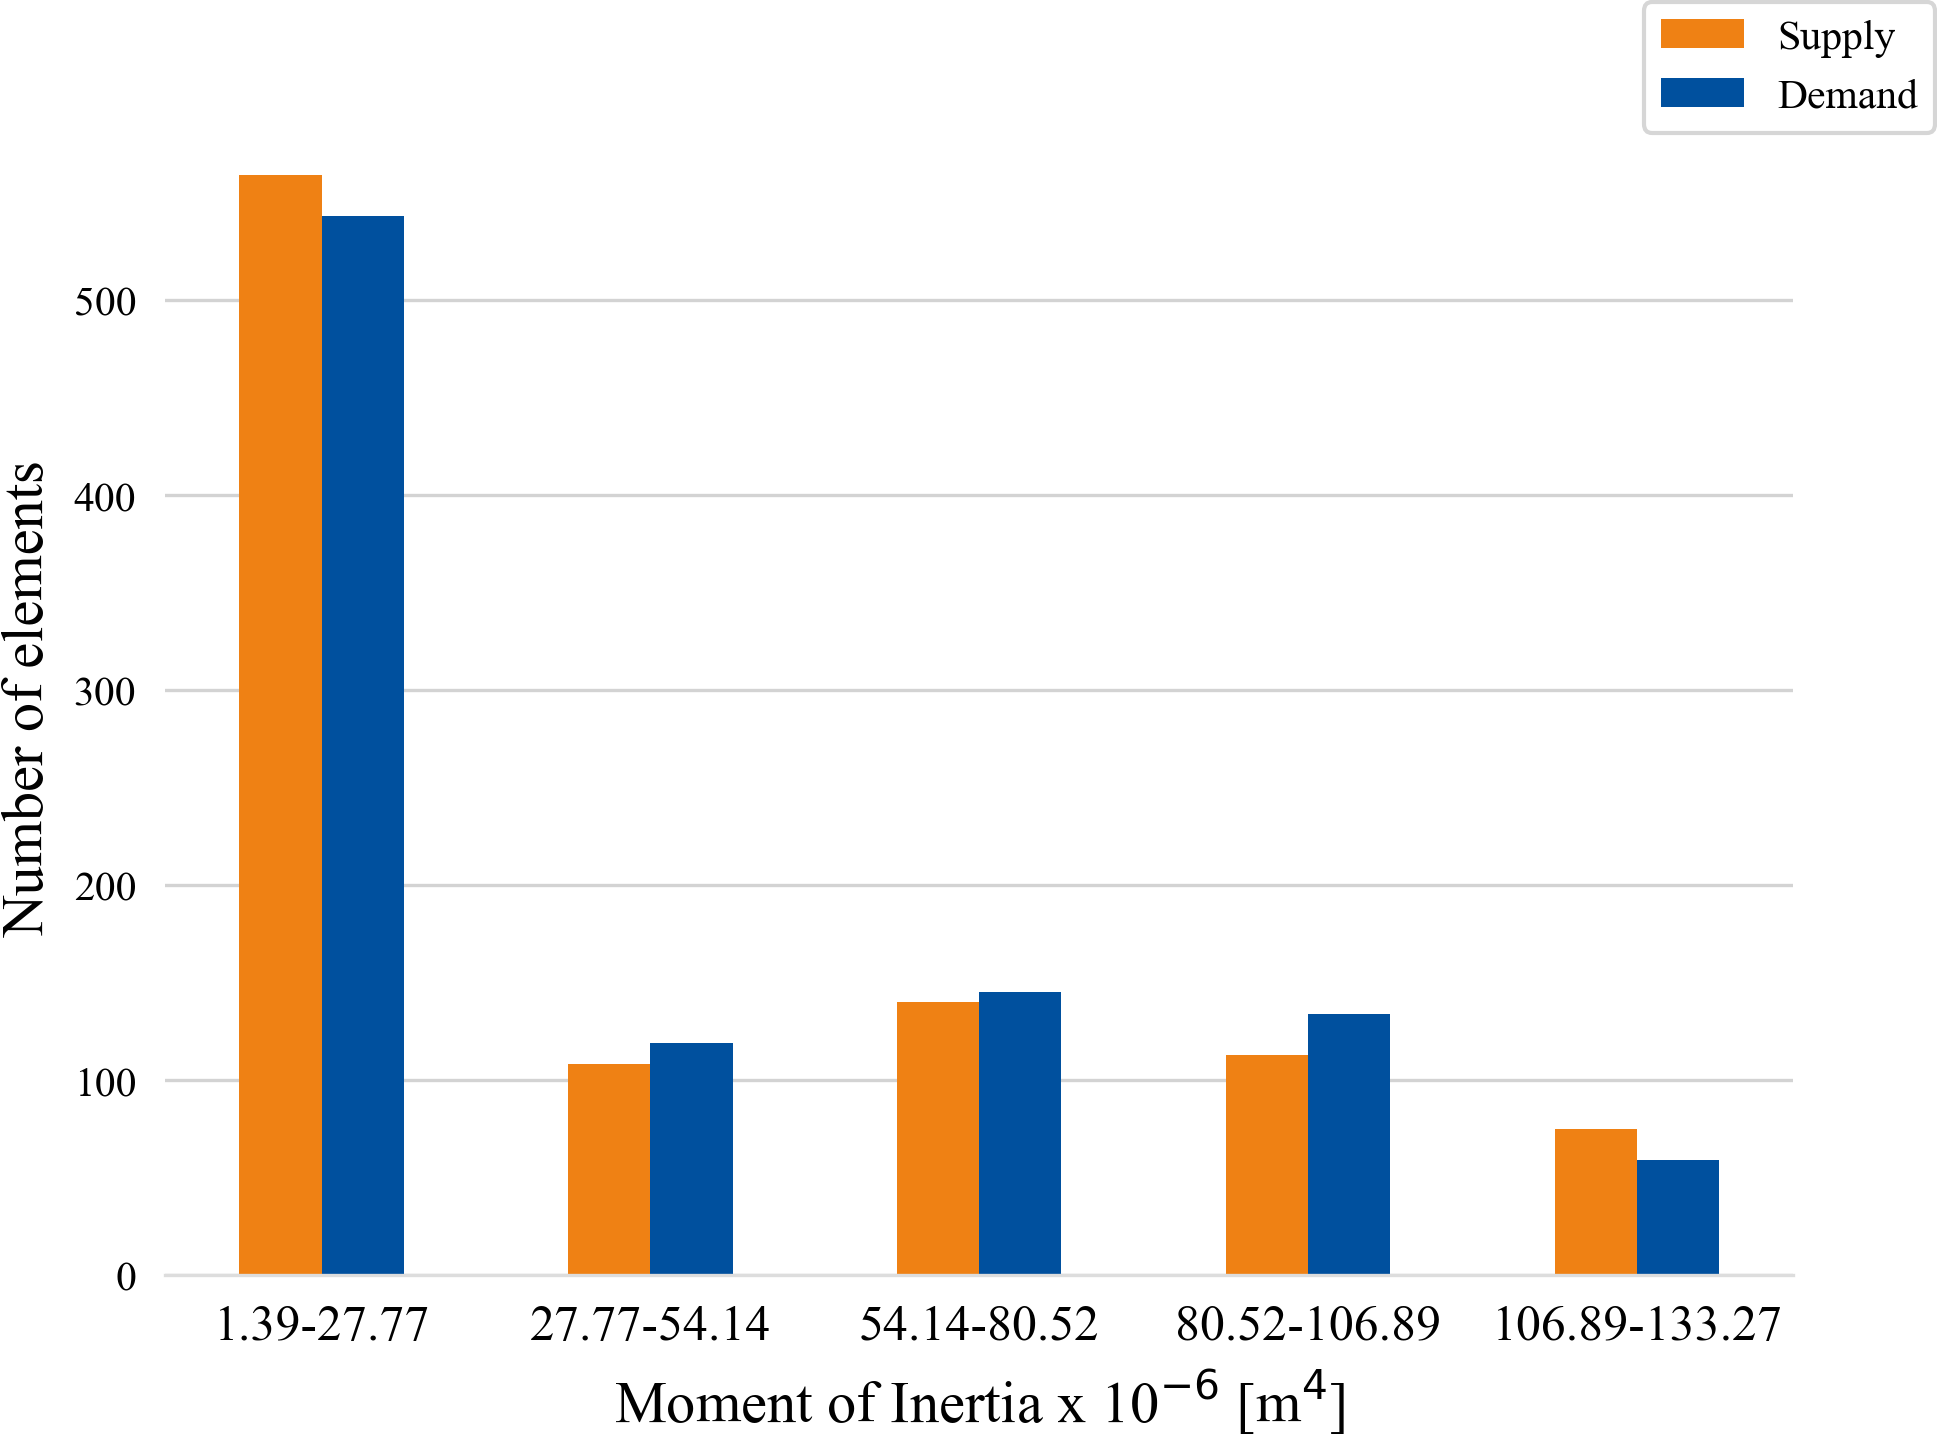 Supply
Demand
500
400
300
200
100
0
Number of elements
1.39-27.77 27.77-54.14 54.14-80.52 80.52-106.89 106.89-133.27
Moment of Inertia x 10⁻⁶ [m⁴]